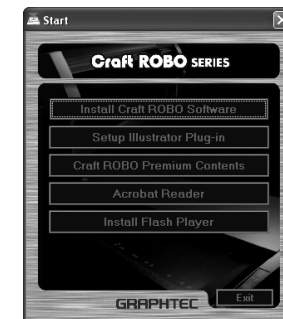 Start
Craft ROBO SERIES
Install Craft ROBO Software
Setup Illustrator Plug-in
Craft ROBO Premium Contents
Acrobat Reader
Install Flash Player
GRAPHTEC
Exit